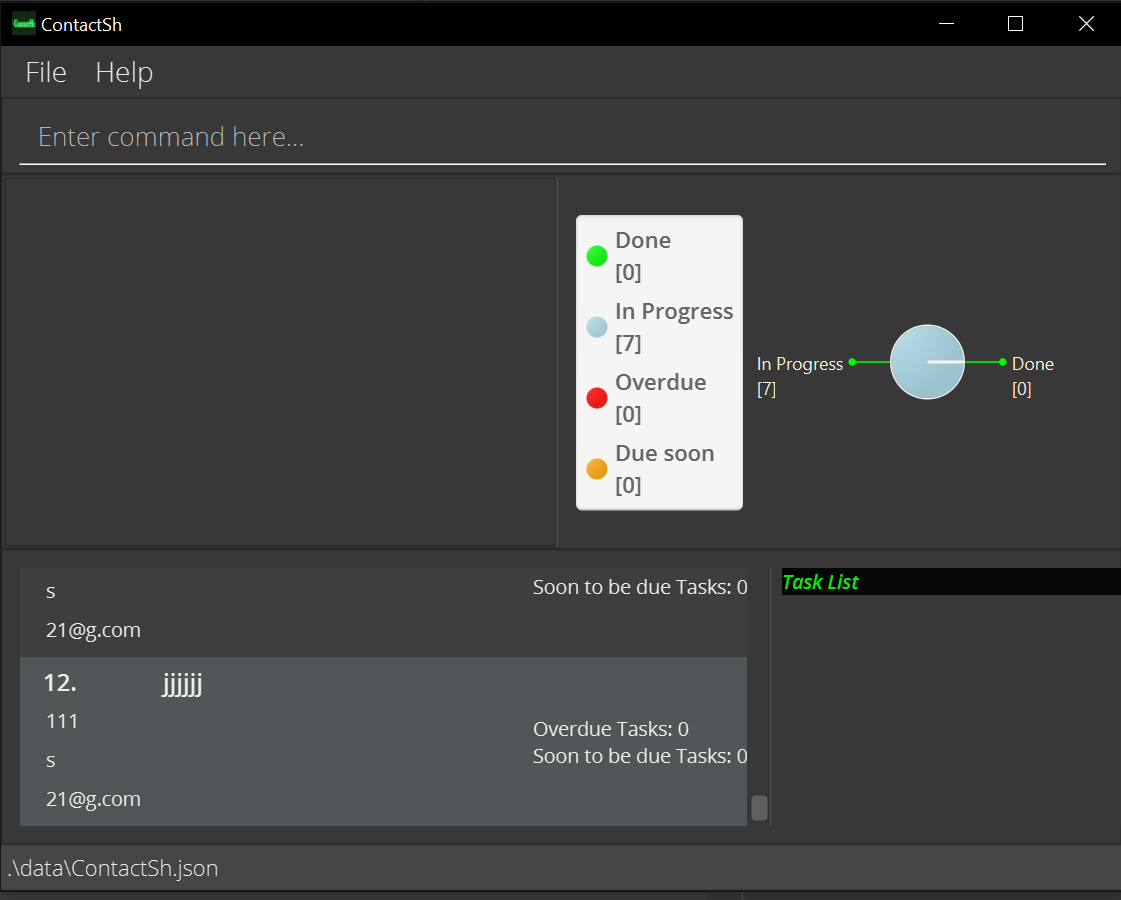 ContactSh
File Help
Enter command here...
Done
[0]
In Progress
[7]
Overdue
[0]
Due soon
[0]
In Progress
[7]
Done
[0]
s
Soon to be due Tasks: 0
21@g.com
12. jjjjjj
111
Overdue Tasks: 0
s
Soon to be due Tasks: 0
21@g.com
Task List
.\data\ContactSh.json